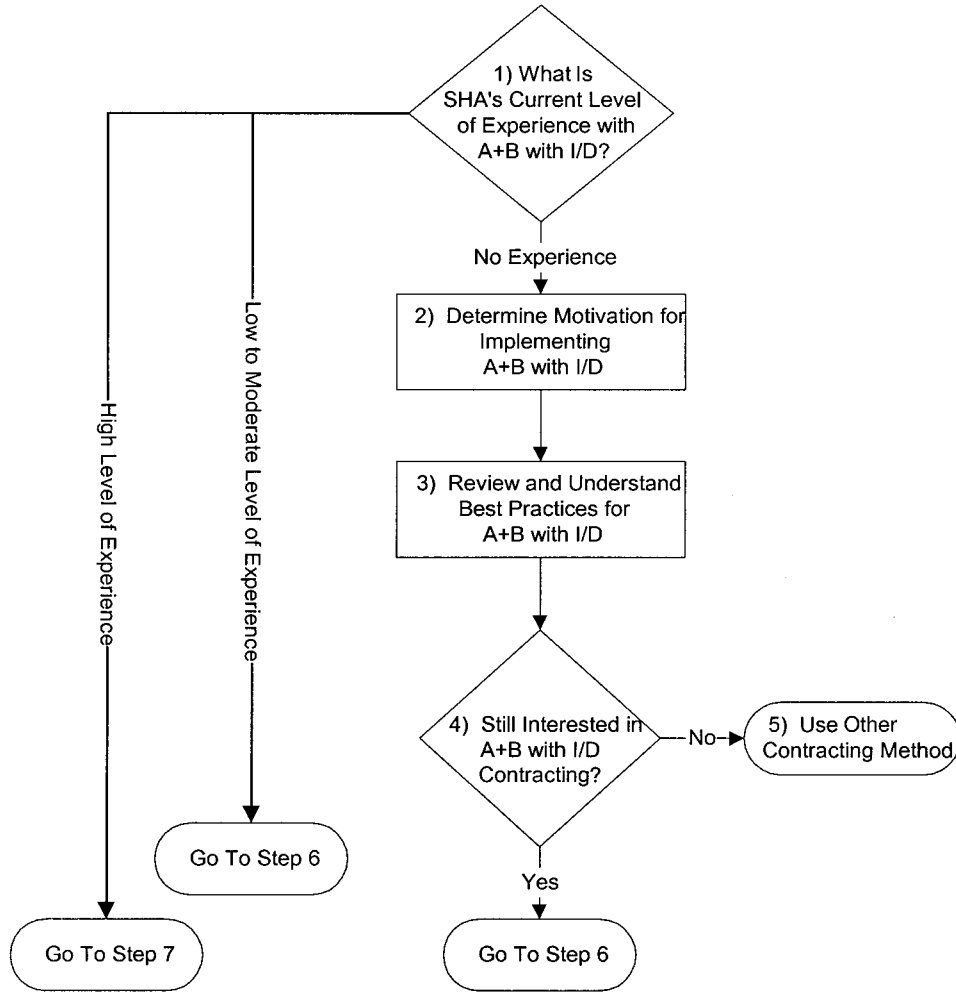 1) What Is
SHA's Current Level
of Experience with
A+B with I/D?
No Experience
2) Determine Motivation for
Implementing
A+B with I/D
Low to Moderate Level of Experience
High Level of Experience
3) Review and Understand
Best Practices for
A+B with I/D
4) Still Interested in
A+B with I/D
Contracting?
No
5) Use Other
Contracting Method
Go To Step 6
Yes
Go To Step 7
Go To Step 6